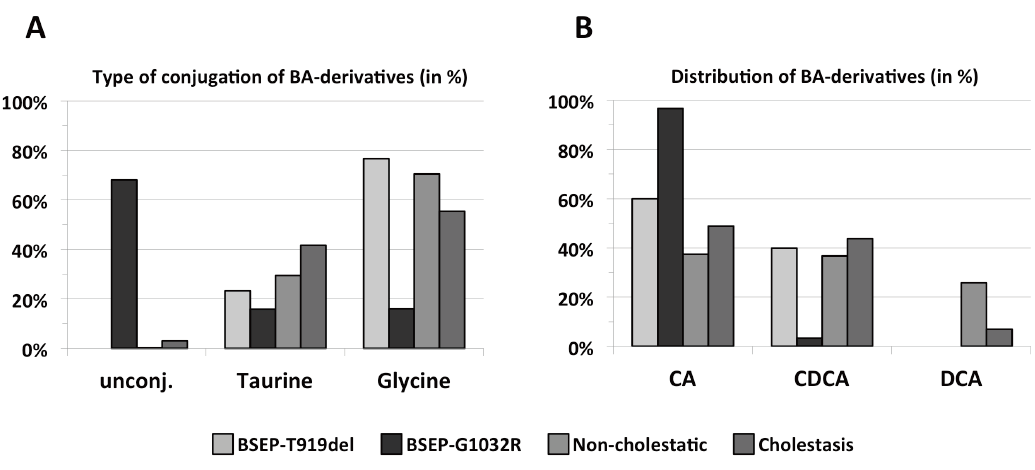 A
Type of conjugation of BA-derivatives (in %)
100%
80%
60%
40%
20%
0%
unconj.
Taurine
Glycine
B
Distribution of BA-derivatives (in %)
100%
80%
60%
40%
20%
0%
CA
CDCA
DCA
BSEP-T919del
BSEP-G1032R
Non-cholestatic
Cholestasis